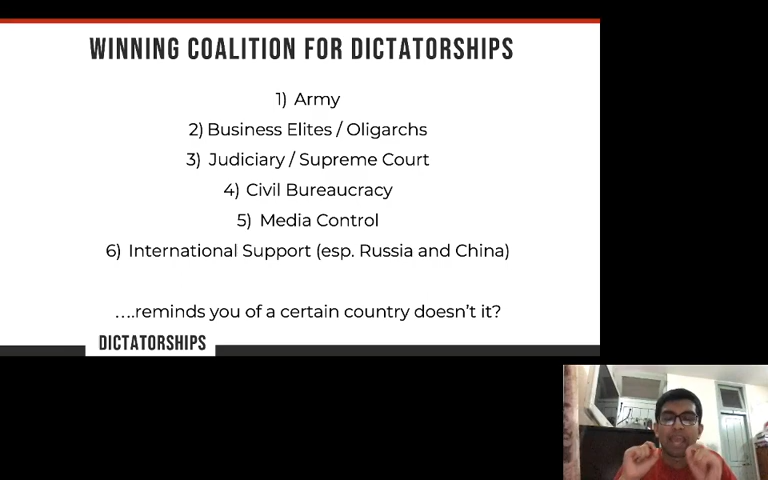 WINNING COALITION FOR DICTATORSHIPS
1) Army
2) Business Elites / Oligarchs
3) Judiciary / Supreme Court
4) Civil Bureaucracy
5) Media Control
6) International Support (esp. Russia and China)
....reminds you of a certain country doesn't it?
DICTATORSHIPS